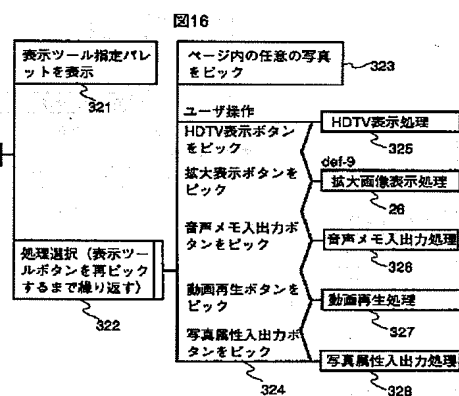 図16
表示ツール指定パレ
ットを表示
321
処理選択(表示ツー
ルボタンを再ピック
するまで繰り返す)
322
ページ内の任意の写真
をピック
323
ユーザ操作
HDTV表示ボタン
をピック
HDTV表示処理
325
拡大表示ボタンを
ピック
def-9
拡大画像表示処理
26
音声メモ入出力ボ
タンをピック
音声メモ入出力処理
326
動画再生ボタンを
ピック
動画再生処理
327
写真属性入出力ボ
タンをピック
324
写真属性入出力処理
328